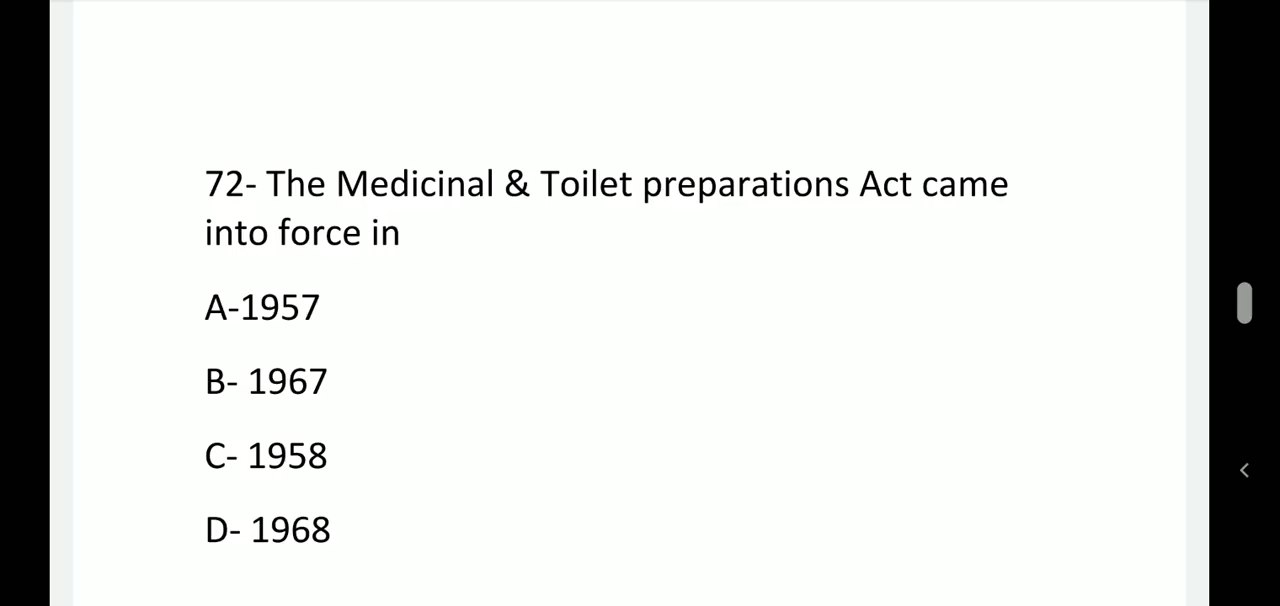 72- The Medicinal & Toilet preparations Act came
into force in
A-1957
B- 1967
C- 1958
D- 1968